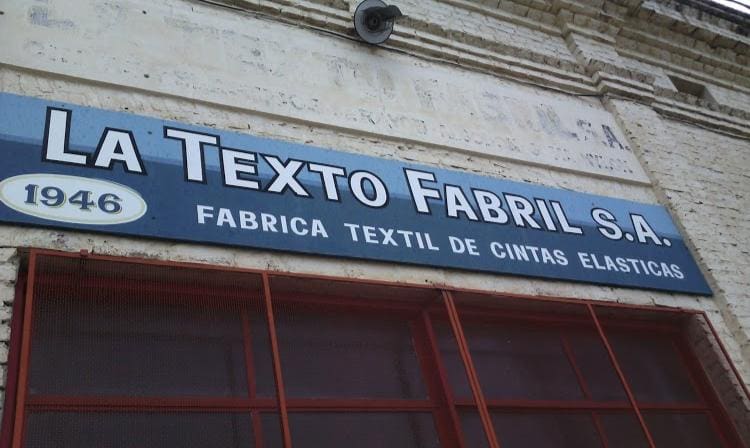 LA TEXTO FABRIL S.A.
1946
FABRICA TEXTIL DE CINTAS ELASTICAS